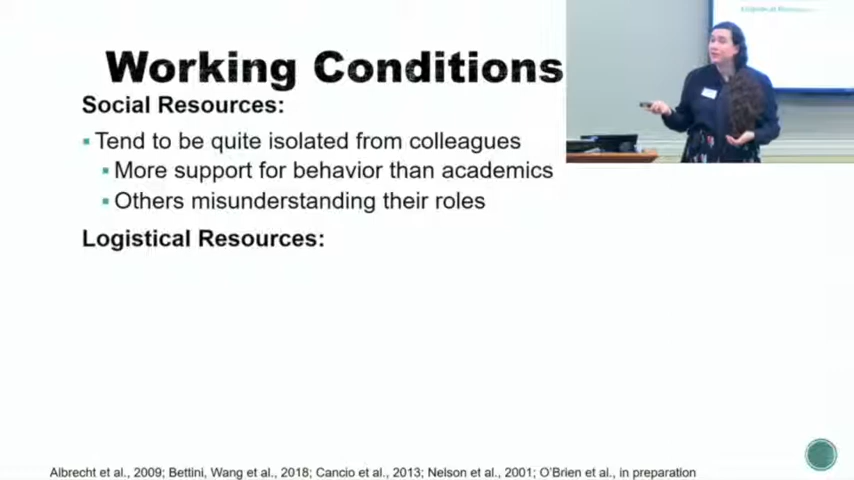 Working Conditions
Social Resources:
Tend to be quite isolated from colleagues
More support for behavior than academics
Others misunderstanding their roles
Logistical Resources:
Albrecht et al., 2009; Bettini, Wang et al., 2018; Cancio et al., 2013; Nelson et al., 2001; O'Brien et al., in preparation